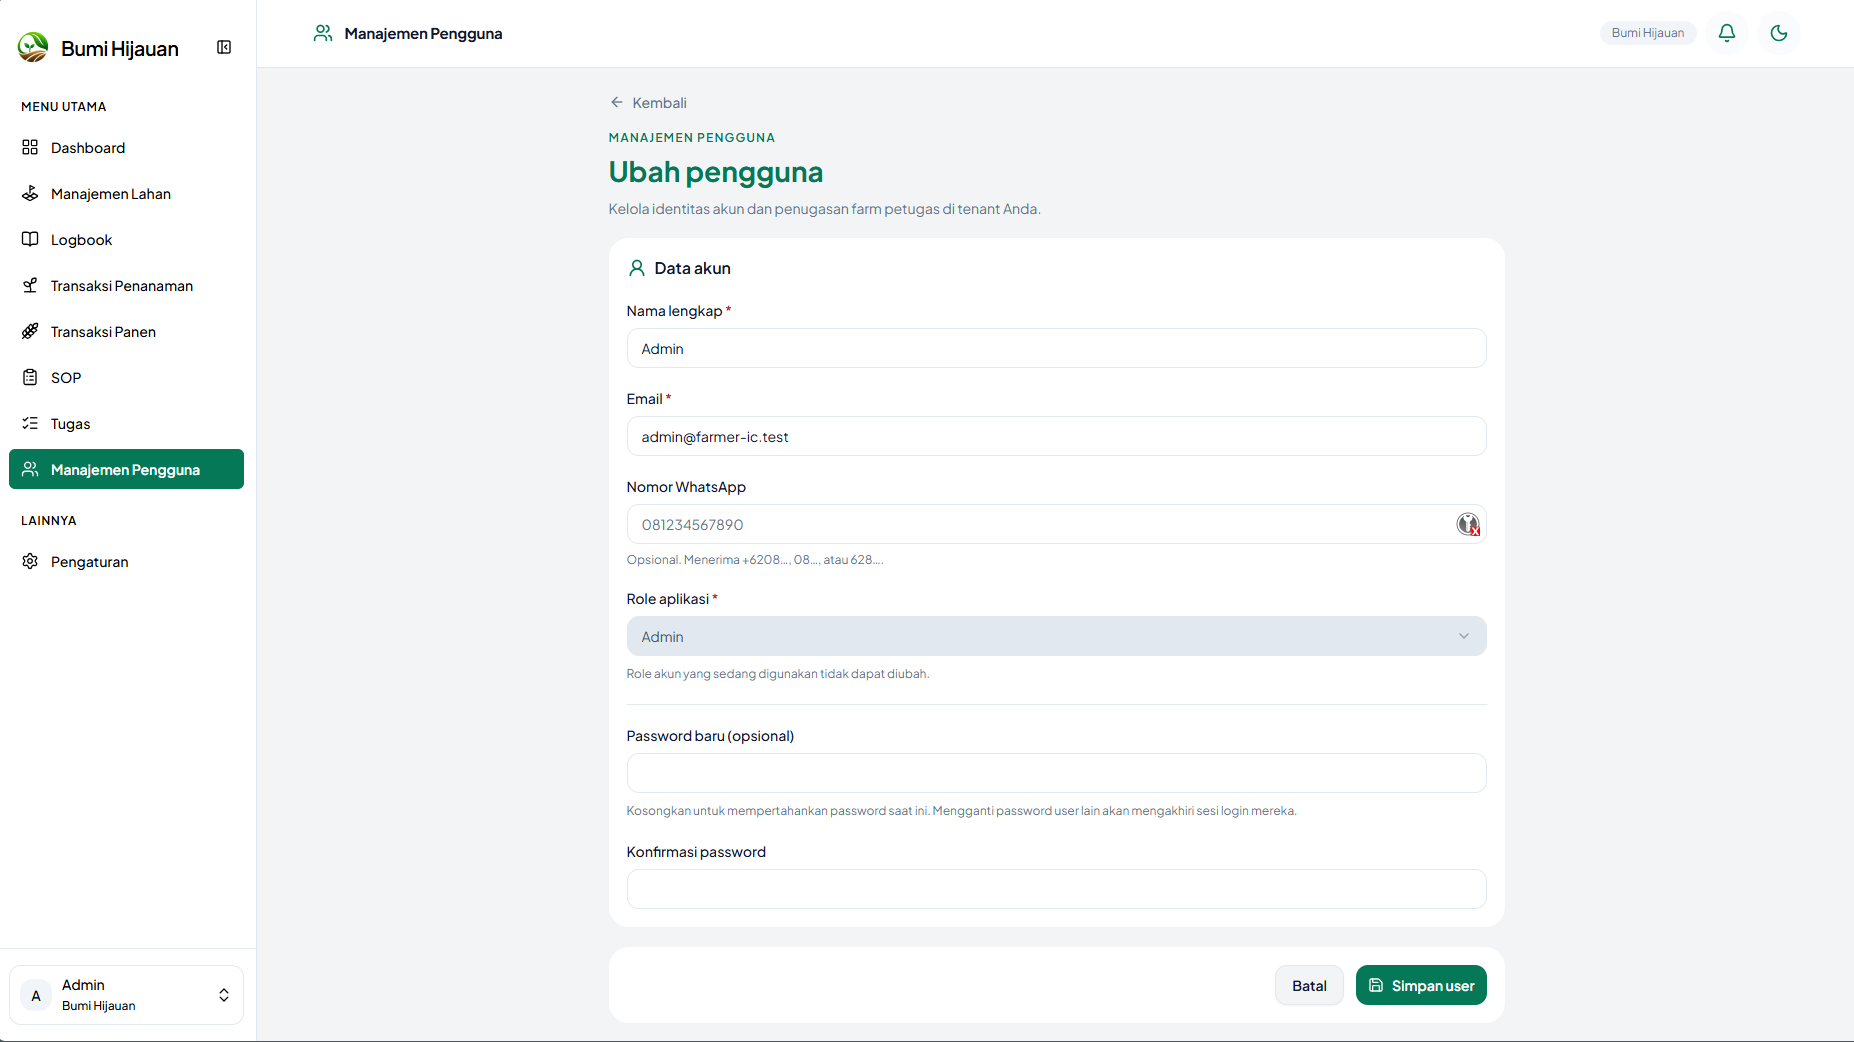 Bumi Hijauan
MENU UTAMA
Dashboard
Manajemen Lahan
Logbook
Transaksi Penanaman
Transaksi Panen
SOP
Tugas
Manajemen Pengguna
LAINNYA
Pengaturan
A
Admin
Bumi Hijauan
Manajemen Pengguna
Bumi Hijauan
Kembali
MANAJEMEN PENGGUNA
Ubah pengguna
Kelola identitas akun dan penugasan farm petugas di tenant Anda.
Data akun
Nama lengkap *
Admin
Email *
admin@farmer-ic.test
Nomor WhatsApp
081234567890
Opsional. Menerima +6208…, 08…, atau 628….
Role aplikasi *
Admin
Role akun yang sedang digunakan tidak dapat diubah.
Password baru (opsional)
Kosongkan untuk mempertahankan password saat ini. Mengganti password user lain akan mengakhiri sesi login mereka.
Konfirmasi password
Batal
Simpan user